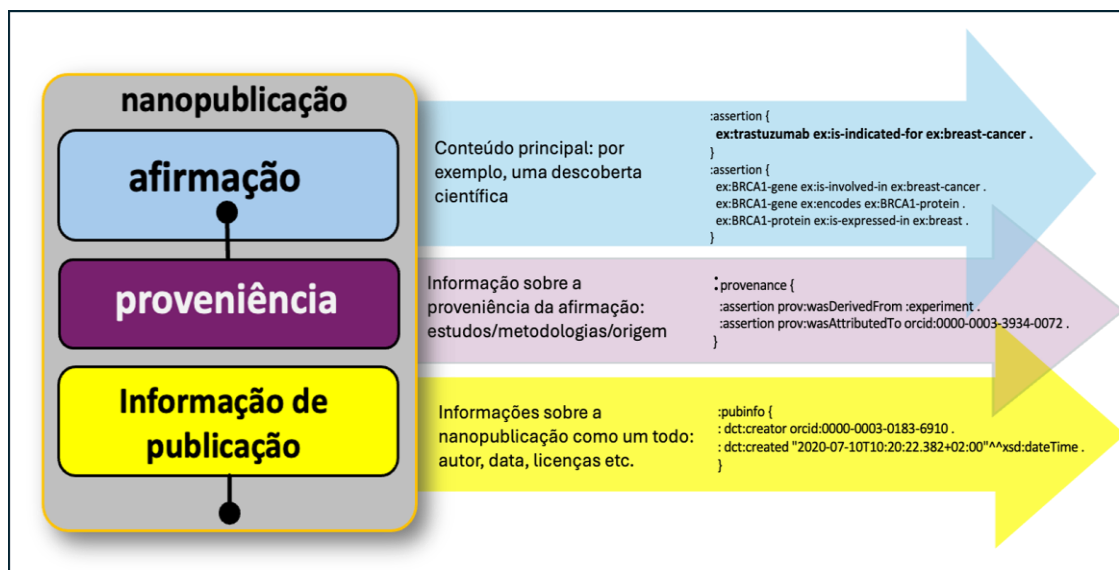 nanopublicação
afirmação
proveniência
Informação de
publicação
Conteúdo principal: por
exemplo, uma descoberta
científica
:assertion {
ex:trastuzumab ex:is-indicated-for ex:breast-cancer .
}
:assertion {
ex:BRCA1-gene ex:is-involved-in ex:breast-cancer .
ex:BRCA1-gene ex:encodes ex:BRCA1-protein .
ex:BRCA1-protein ex:is-expressed-in ex:breast .
}
Informação sobre a
proveniência da afirmação:
estudos/metodologias/origem
:provenance {
:assertion prov:wasDerivedFrom :experiment .
:assertion prov:wasAttributedTo orcid:0000-0003-3934-0072 .
}
Informações sobre a
nanopublicação como um todo:
autor, data, licenças etc.
:pubinfo {
: dct:creator orcid:0000-0003-0183-6910 .
: dct:created "2020-07-10T10:20:22.382+02:00"^^xsd:dateTime .
}